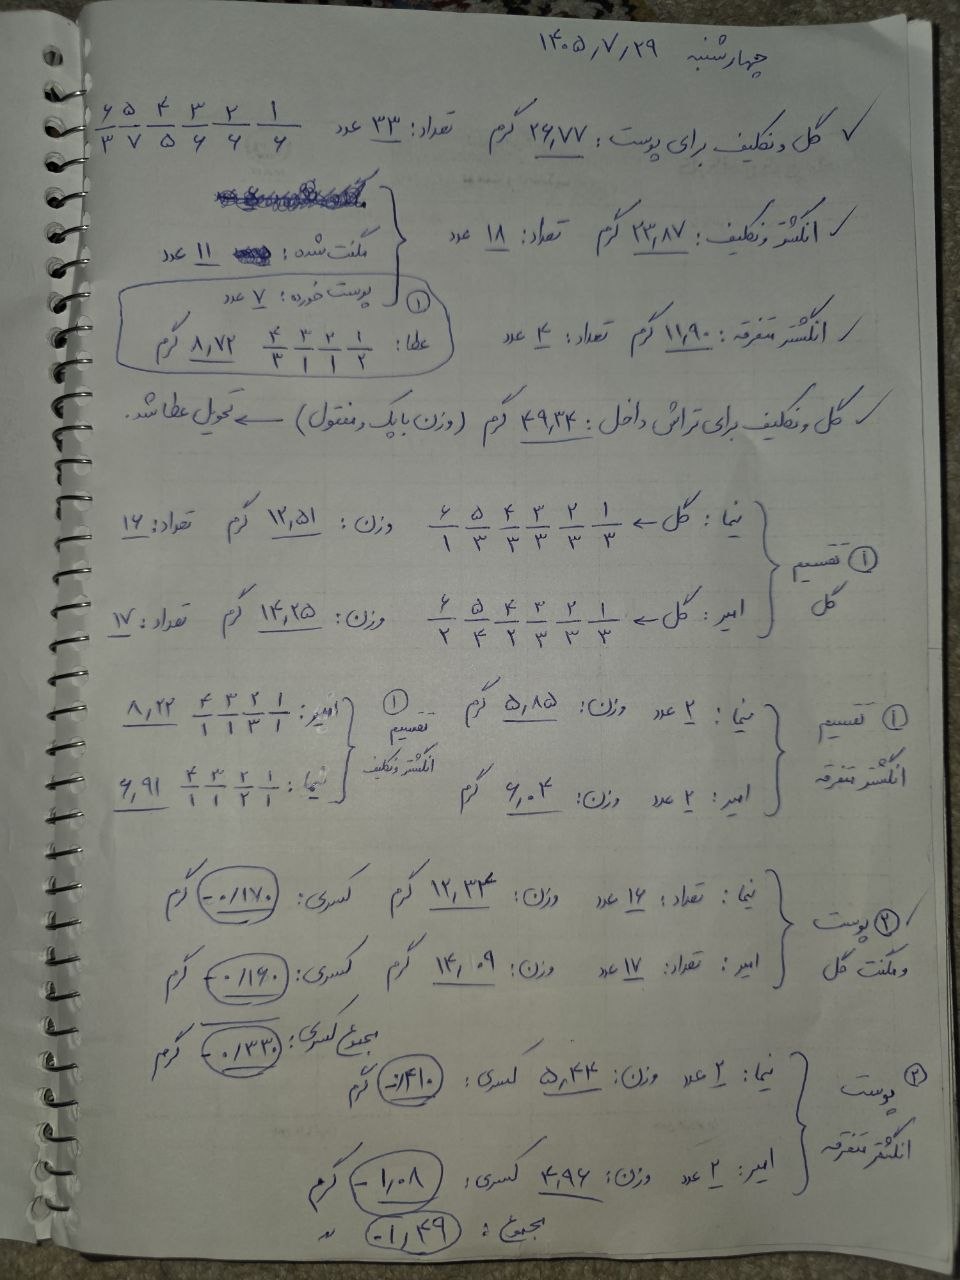 چهارشنبه ۱۴۰۵/۷/۲۹
✓ گل و تکلیف برای پوست: ۲۶,۷۷ گرم تعداد: ۳۳ عدد ۱/۶ ۲/۶ ۳/۶ ۴/۵ ۵/۷ ۶/۳
✓ انگشتر و تکلیف: ۲۳,۸۷ گرم تعداد: ۱۸ عدد
مگنت شده: ۱۱ عدد
پوست خورده: ۷ عدد
✓ انگشتر متفرقه: ۱۱,۹۰ گرم تعداد: ۴ عدد
① عطا: ۱/۲ ۲/۱ ۳/۱ ۴/۳ ۸,۷۲ گرم
✓ گل و تکلیف برای تراش داخل: ۴۹,۳۴ گرم (وزن با پک و مفتول) ← تحویل عطا شد.
① تقسیم گل
نیما: گل ← ۱/۳ ۲/۳ ۳/۳ ۴/۳ ۵/۳ ۶/۱ وزن: ۱۲,۵۱ گرم تعداد: ۱۶
امیر: گل ← ۱/۳ ۲/۳ ۳/۳ ۴/۲ ۵/۴ ۶/۲ وزن: ۱۴,۲۵ گرم تعداد: ۱۷
① تقسیم انگشتر متفرقه
نیما: ۲ عدد وزن: ۵,۸۵ گرم
امیر: ۲ عدد وزن: ۶,۰۴ گرم
① تقسیم انگشتر و تکلیف
امیر: ۱/۱ ۲/۳ ۳/۱ ۴/۱ ۸,۲۲
نیما: ۱/۱ ۲/۲ ۳/۱ ۴/۱ ۶,۹۱
✓ ② پوست و مگنت گل
نیما: تعداد: ۱۶ عدد وزن: ۱۲,۳۴ گرم کسری: -۰/۱۷۰ گرم
امیر: تعداد: ۱۷ عدد وزن: ۱۴,۰۹ گرم کسری: -۰/۱۶۰ گرم
مجموع کسری: -۰/۳۳۰ گرم
② پوست انگشتر متفرقه
نیما: ۲ عدد وزن: ۵,۴۴ کسری: -۰/۴۱۰ گرم
امیر: ۲ عدد وزن: ۴,۹۶ کسری: -۱,۰۸ گرم
مجموع: -۱,۴۹ "